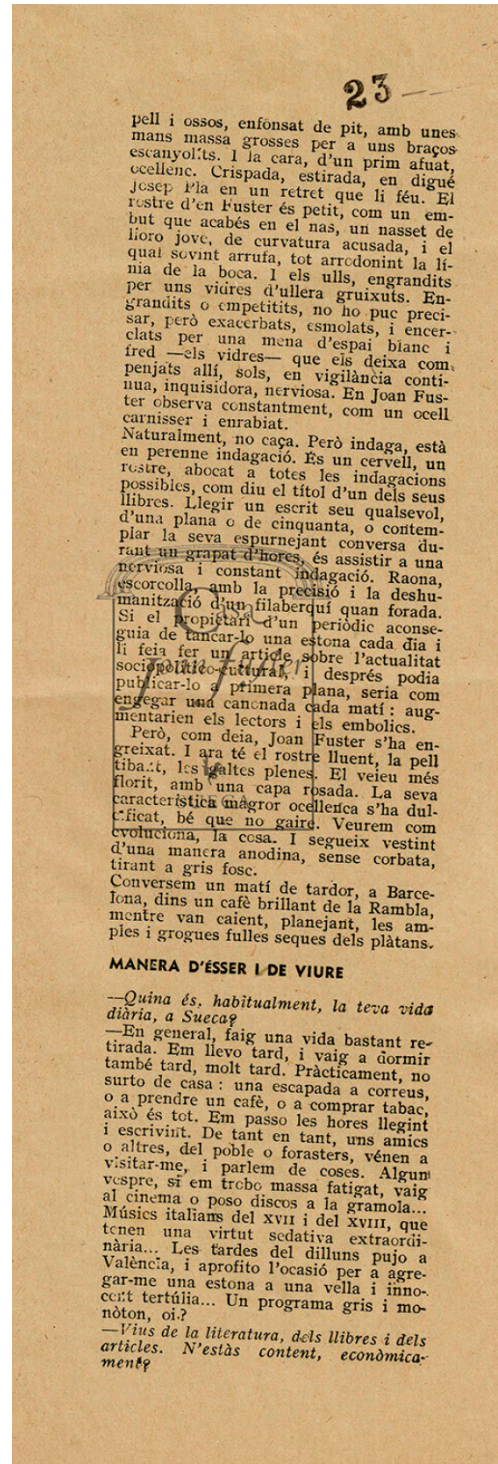 23
pell i ossos, enfonsat de pit, amb unes
mans massa grosses per a uns braços
escanyolits. I la cara, d'un prim afuat,
ocellenc. Crispada, estirada, en digué
Josep Pla en un retret que li féu. El
rostre d'en Fuster és petit, com un em-
but que acabés en el nas, un nasset de
lloro jove, de curvatura acusada, i el
qual sovint arrufa, tot arrodonint la lí-
nia de la boca. I els ulls, engrandits
per uns vidres d'ullera gruixuts. En-
grandits o empetitits, no ho puc preci-
sar, però exacerbats, esmolats, i encer-
clats per una mena d'espai blanc i
fred —els vidres— que els deixa com
penjats allí, sols, en vigilància conti-
nua, inquisidora, nerviosa. En Joan Fus-
ter observa constantment, com un ocell
carnisser i enrabiat.
Naturalment, no caça. Però indaga, està
en perenne indagació. És un cervell, un
rostre, abocat a totes les indagacions
possibles, com diu el títol d'un dels seus
llibres. Llegir un escrit seu qualsevol,
d'una plana o de cinquanta, o contem-
plar la seva espurnejant conversa du-
rant un grapat d'hores, és assistir a una
nerviosa i constant indagació. Raona,
escorcolla, amb la precisió i la deshu-
manització d'un filaberquí quan forada.
Si el propietari d'un periòdic aconse-
guia de tancar-lo una estona cada dia i
li feia fer un article sobre l'actualitat
sociopolítico-cultural, i després podia
publicar-lo a primera plana, seria com
engegar una canonada cada matí : aug-
mentarien els lectors i els embolics.
Però, com deia, Joan Fuster s'ha en-
greixat. I ara té el rostre lluent, la pell
tibant, les galtes plenes. El veieu més
florit, amb una capa rosada. La seva
característica magror ocellenca s'ha dul-
cificat, bé que no gaire. Veurem com
evoluciona, la cosa. I segueix vestint
d'una manera anodina, sense corbata,
tirant a gris fosc.
Conversem un matí de tardor, a Barce-
lona, dins un cafè brillant de la Rambla,
mentre van caient, planejant, les am-
ples i grogues fulles seques dels plàtans.
MANERA D'ÉSSER I DE VIURE
—Quina és, habitualment, la teva vida
diària, a Sueca?
—En general, faig una vida bastant re-
tirada. Em llevo tard, i vaig a dormir
també tard, molt tard. Pràcticament, no
surto de casa : una escapada a correus,
o a prendre un cafè, o a comprar tabac,
això és tot. Em passo les hores llegint
i escrivint. De tant en tant, uns amics
o altres, del poble o forasters, vénen a
visitar-me, i parlem de coses. Algun
vespre, si em trobo massa fatigat, vaig
al cinema o poso discos a la gramola...
Músics italians del XVII i del XVIII, que
tenen una virtut sedativa extraordi-
nària... Les tardes del dilluns pujo a
València, i aprofito l'ocasió per a agre-
gar-me una estona a una vella i inno-
cent tertúlia... Un programa gris i mo-
nòton, oi?
—Vius de la literatura, dels llibres i dels
articles. N'estàs content, econòmica-
ment?